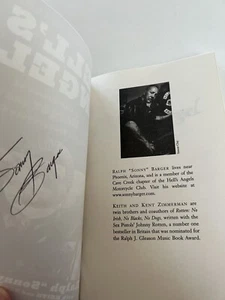 Sonny
Barger
RALPH "SONNY" BARGER lives near
Phoenix, Arizona, and is a member of the
Cave Creek chapter of the Hell's Angels
Motorcycle Club. Visit his website at
www.sonnybarger.com.
KEITH AND KENT ZIMMERMAN are
twin brothers and coauthors of Rotten: No
Irish, No Blacks, No Dogs, written with the
Sex Pistols' Johnny Rotten, a number one
bestseller in Britain that was nominated for
the Ralph J. Gleason Music Book Award.